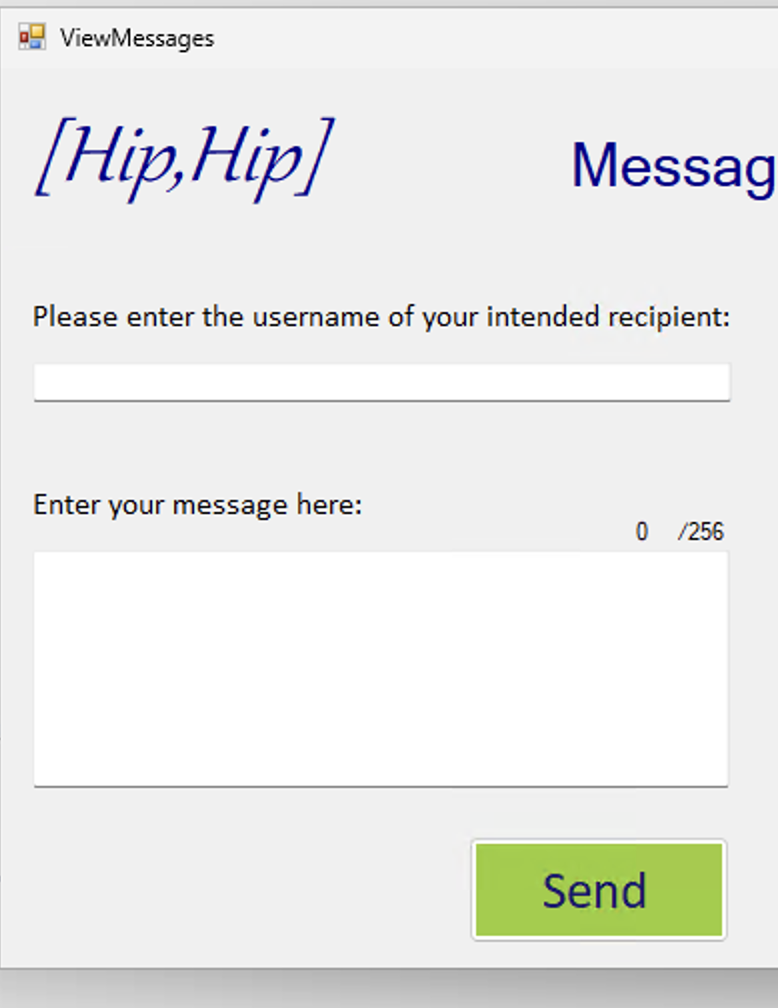 ViewMessages
[Hip,Hip]
Messag
Please enter the username of your intended recipient:
Enter your message here:
0 /256
Send